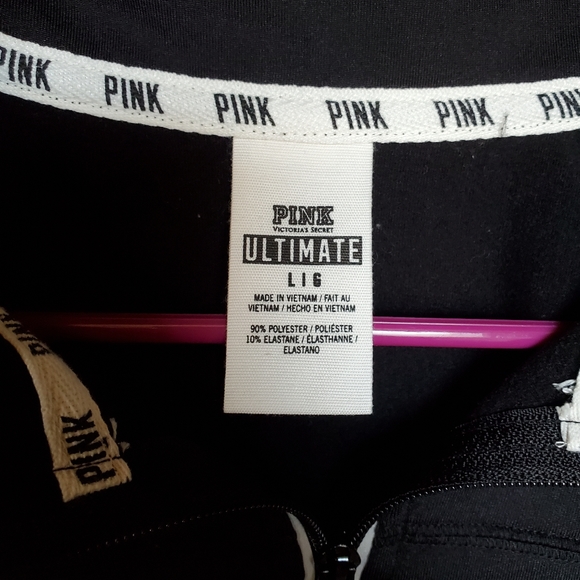 PINK PINK PINK PINK PINK PINK
PINK
VICTORIA'S SECRET
ULTIMATE
L | G
MADE IN VIETNAM / FAIT AU
VIETNAM / HECHO EN VIETNAM
90% POLYESTER / POLIÉSTER
10% ELASTANE / ÉLASTHANNE /
ELASTANO
PINK
PINK